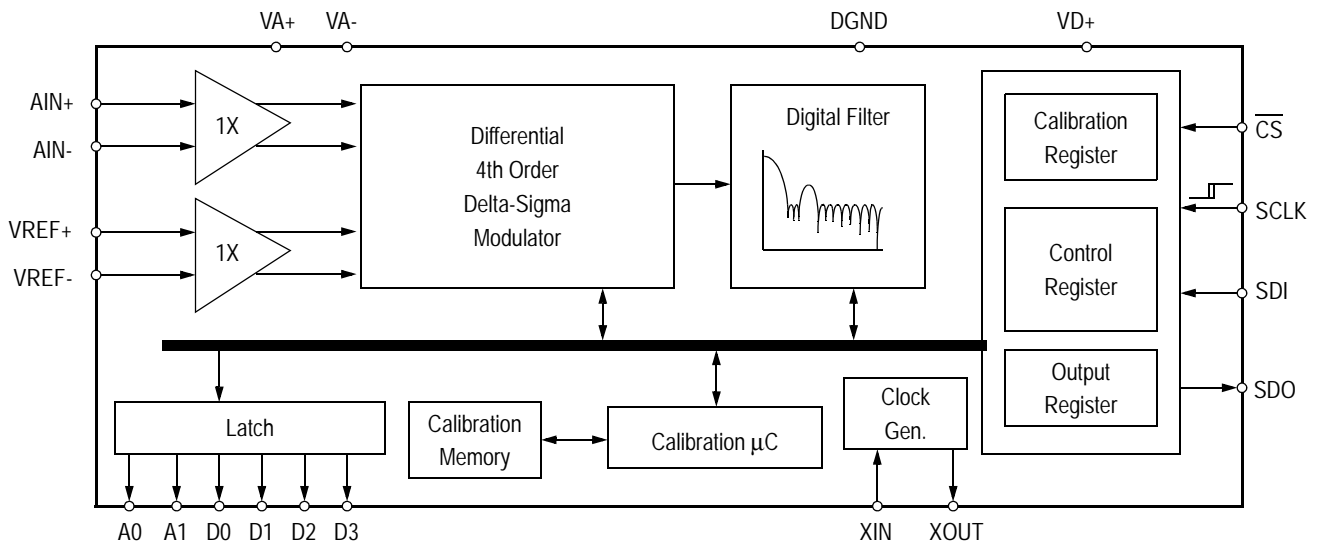 VA+
VA-
DGND
VD+
AIN+
AIN-
VREF+
VREF-
1X
1X
Differential
4th Order
Delta-Sigma
Modulator
Digital Filter
Calibration
Register
Control
Register
Output
Register
CS
SCLK
SDI
SDO
Latch
Calibration
Memory
Calibration μC
Clock
Gen.
A0
A1
D0
D1
D2
D3
XIN
XOUT